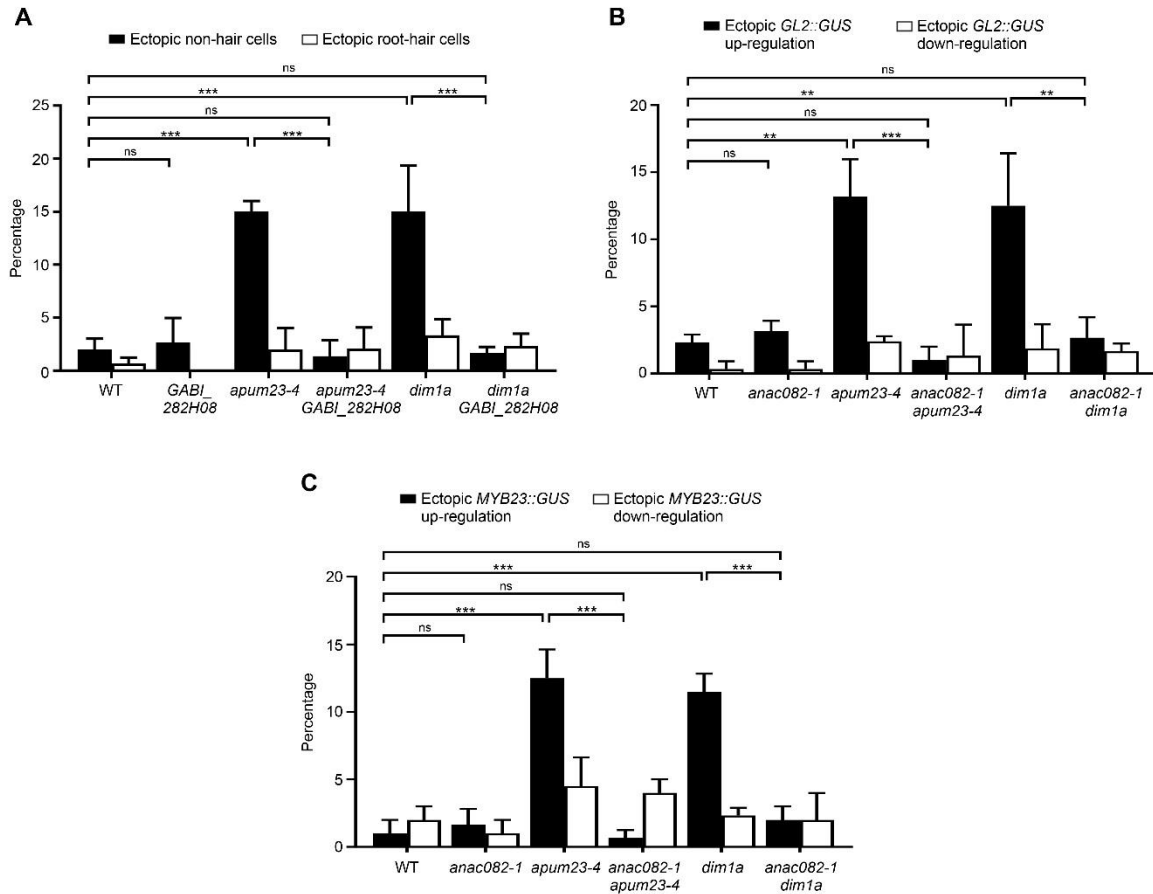 A
Ectopic non-hair cells Ectopic root-hair cells
ns
*** ***
ns
*** ***
ns
25
20
15
10
5
0
Percentage
WT GABI_ apum23-4 apum23-4 dim1a dim1a
282H08 GABI_282H08 GABI_282H08
B
Ectopic GL2::GUS Ectopic GL2::GUS
up-regulation down-regulation
ns
** **
ns
** ***
ns
20
15
10
5
0
Percentage
WT anac082-1 apum23-4 anac082-1 dim1a anac082-1
apum23-4 dim1a
C
Ectopic MYB23::GUS Ectopic MYB23::GUS
up-regulation down-regulation
ns
*** ***
ns
*** ***
ns
20
15
10
5
0
Percentage
WT anac082-1 apum23-4 anac082-1 dim1a anac082-1
apum23-4 dim1a